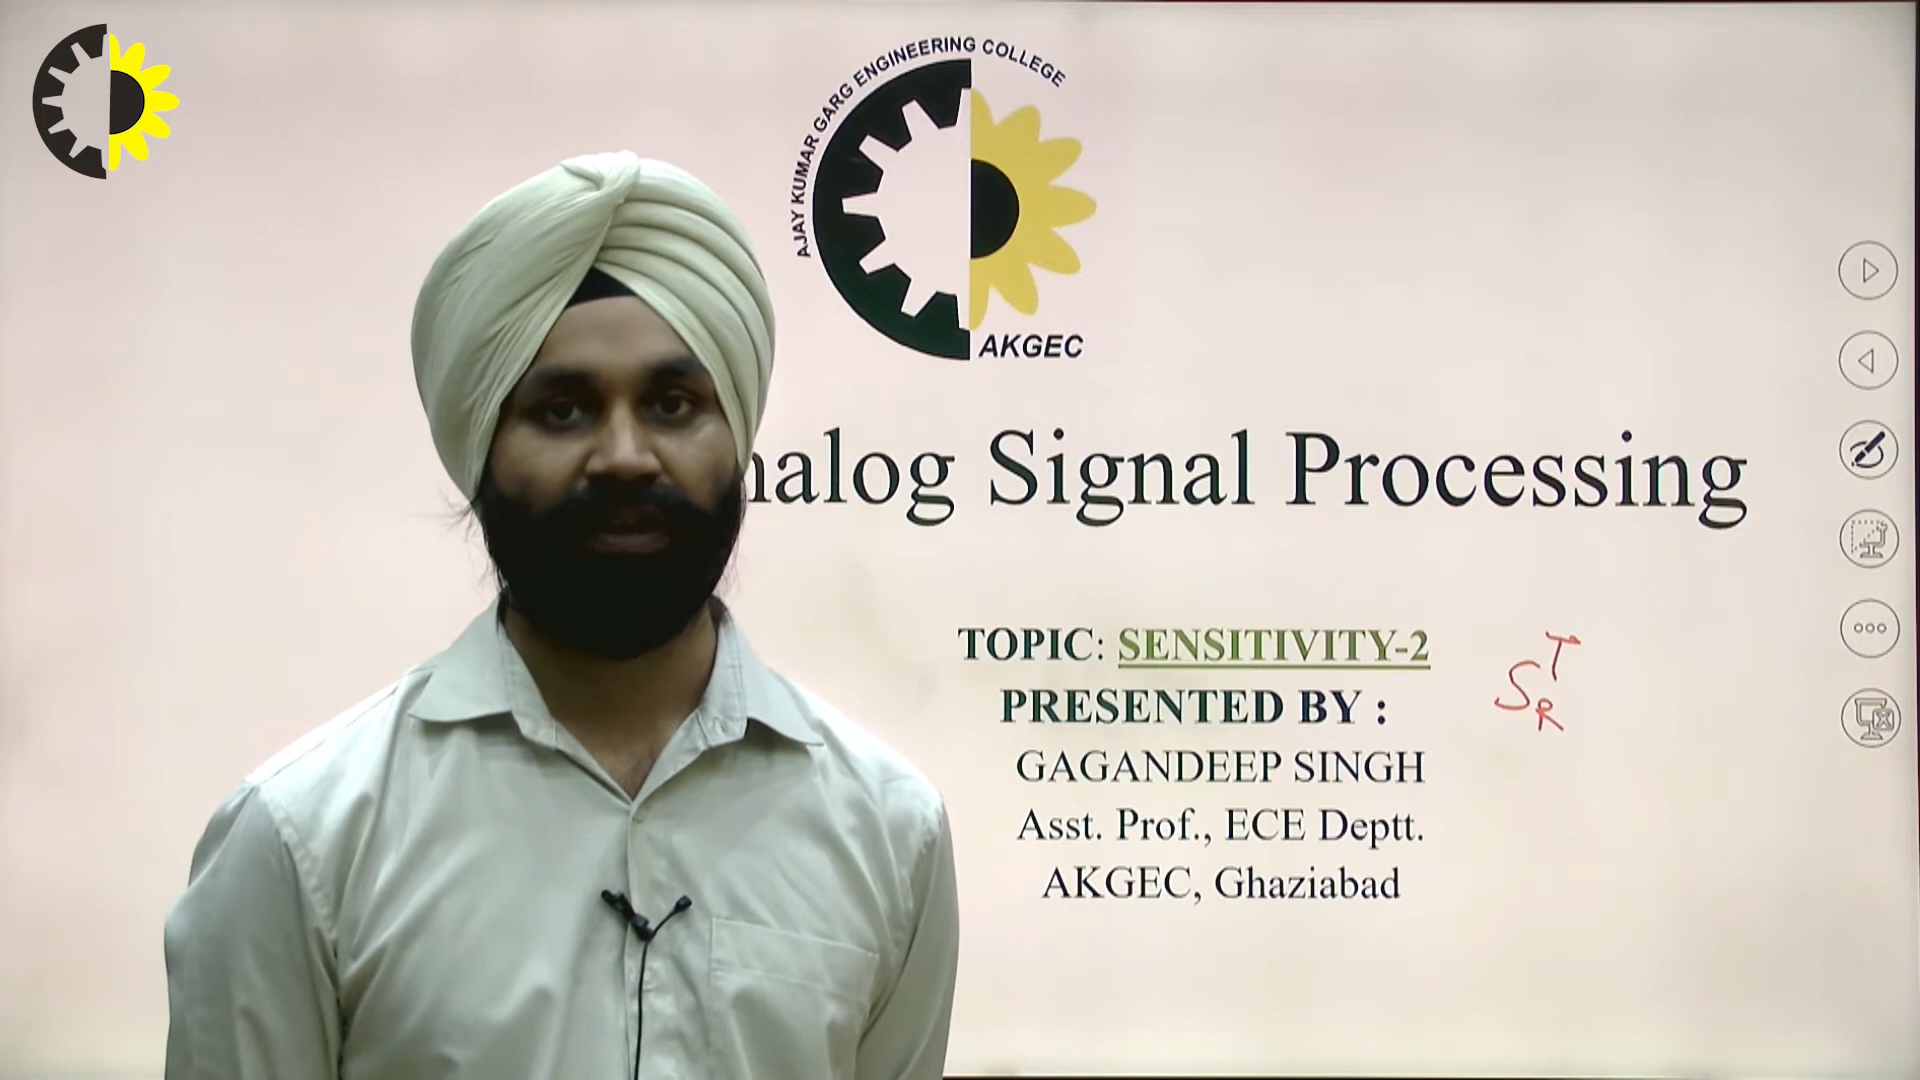 AJAY KUMAR GARG ENGINEERING COLLEGE
AKGEC
nalog Signal Processing
TOPIC: SENSITIVITY-2
PRESENTED BY :
GAGANDEEP SINGH
Asst. Prof., ECE Deptt.
AKGEC, Ghaziabad
S T R